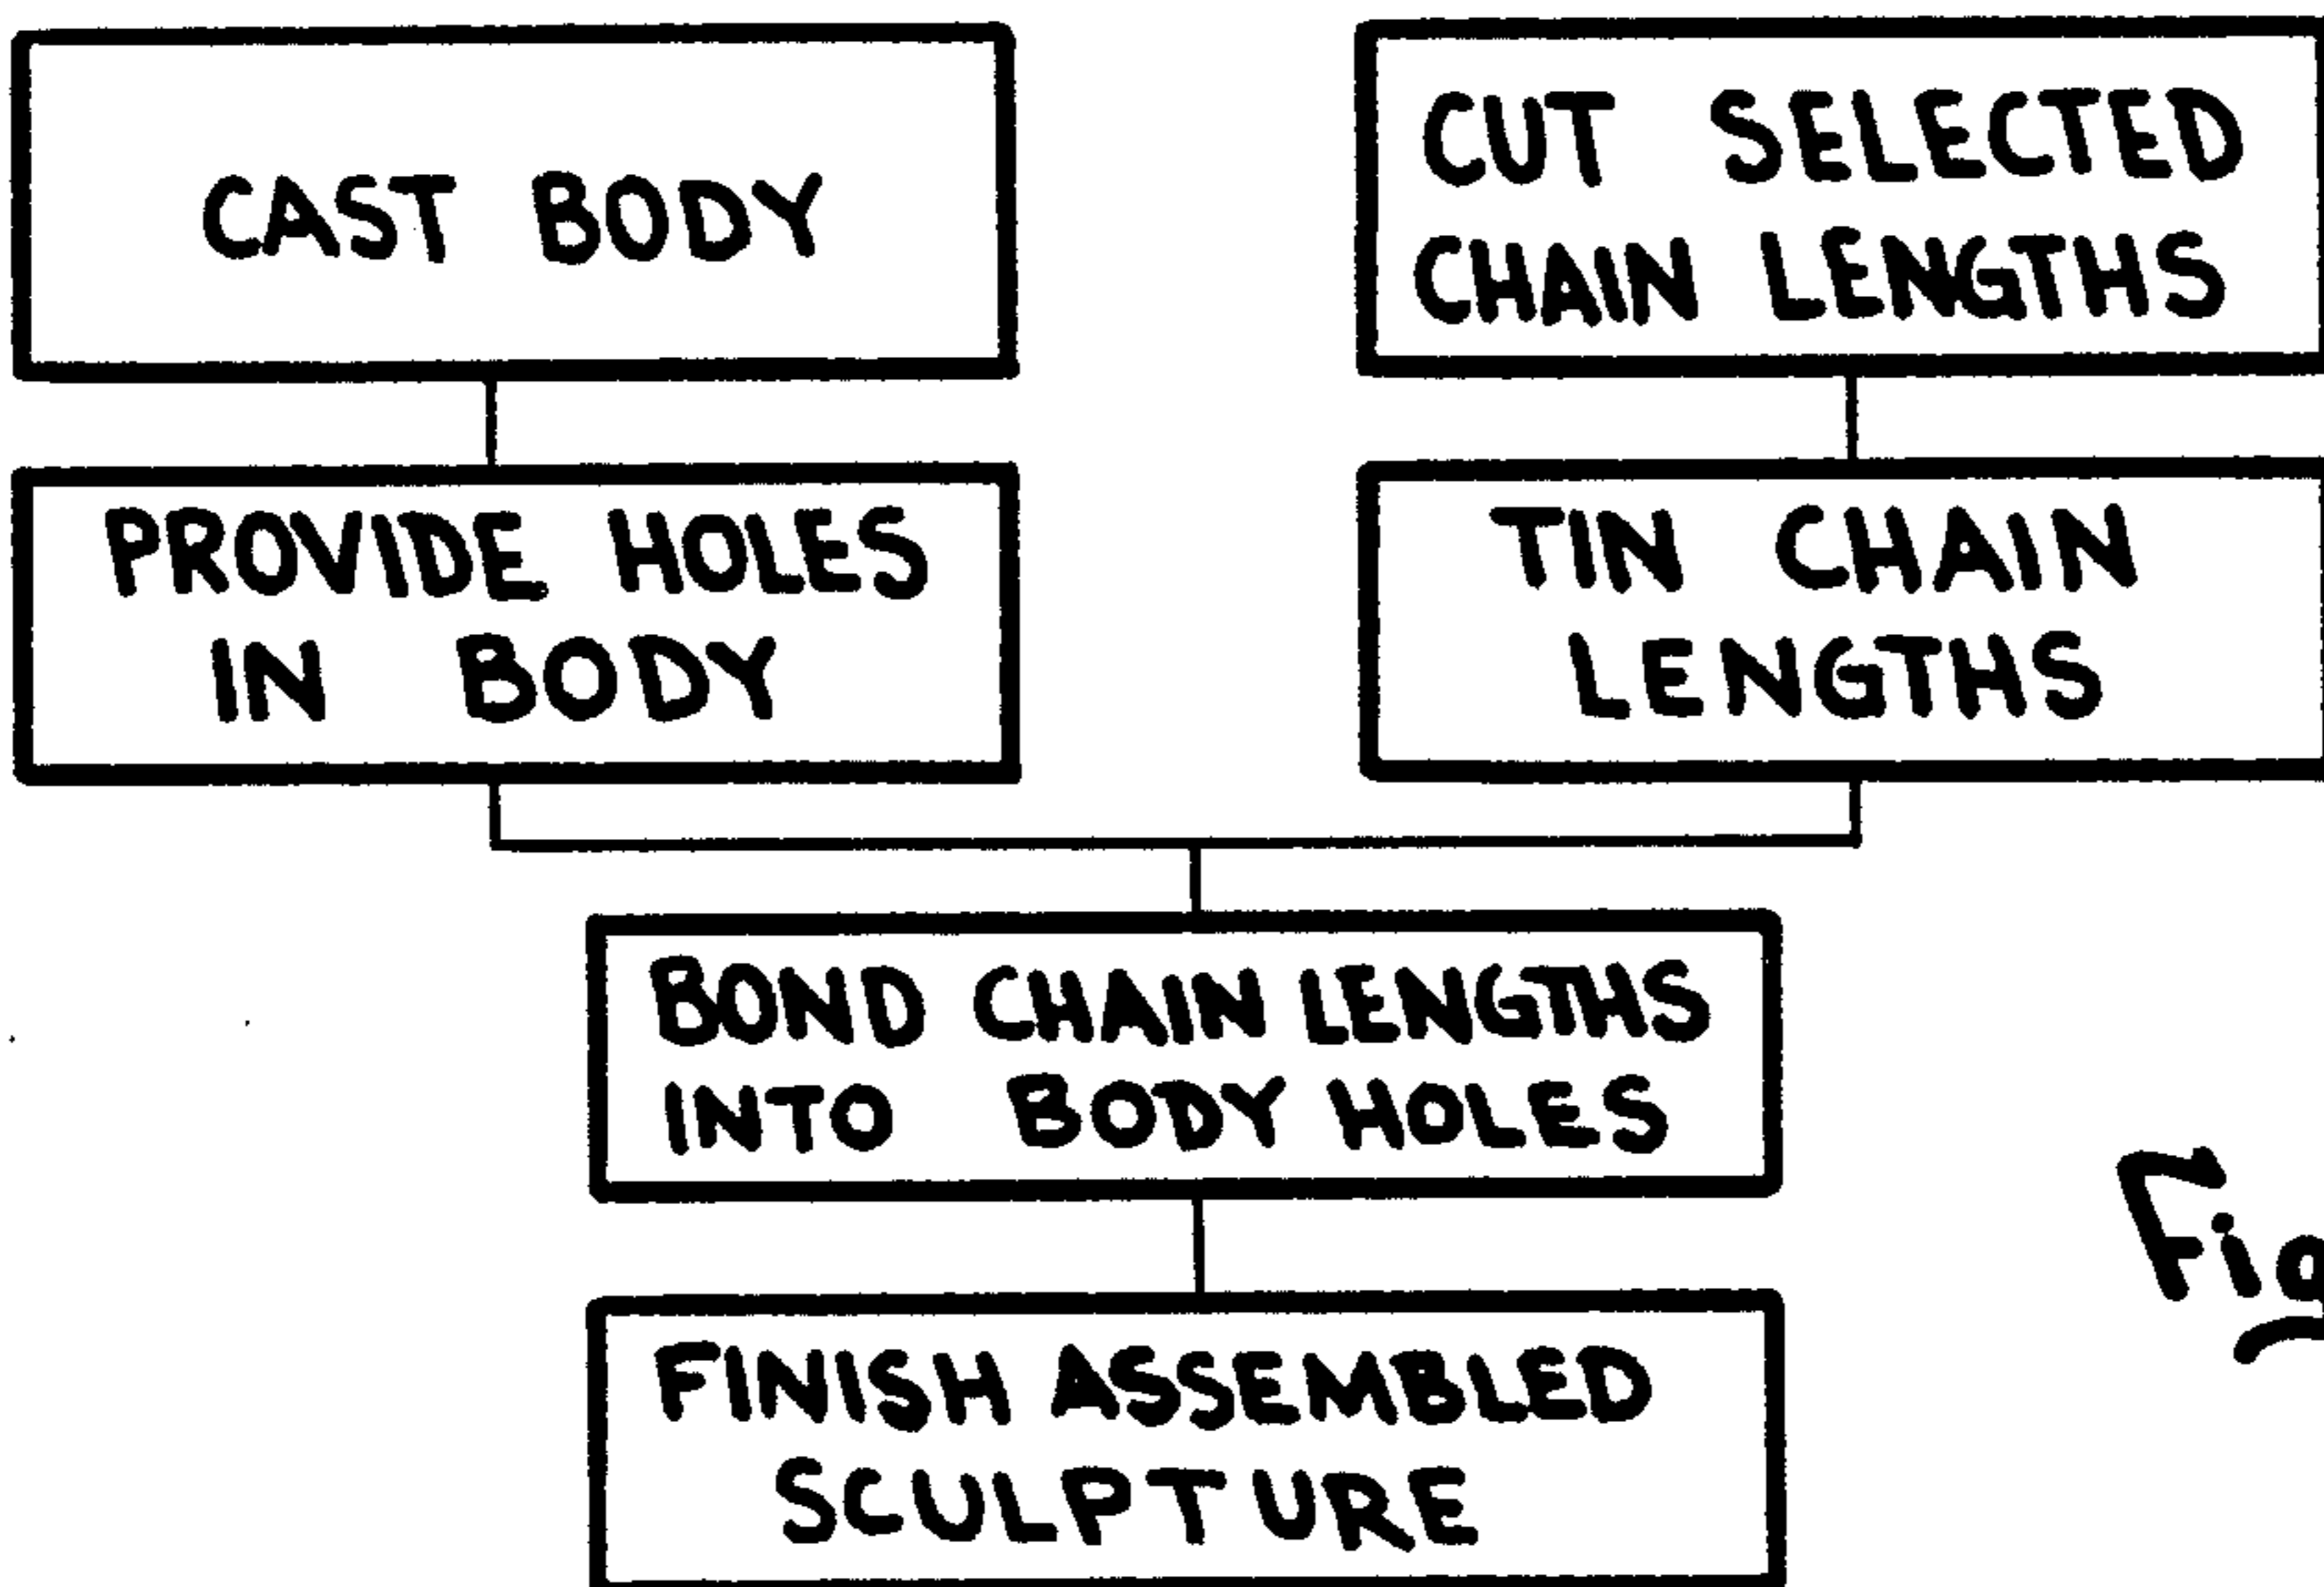 CAST BODY
CUT SELECTED
CHAIN LENGTHS
PROVIDE HOLES
IN BODY
TIN CHAIN
LENGTHS
BOND CHAIN LENGTHS
INTO BODY HOLES
FINISH ASSEMBLED
SCULPTURE